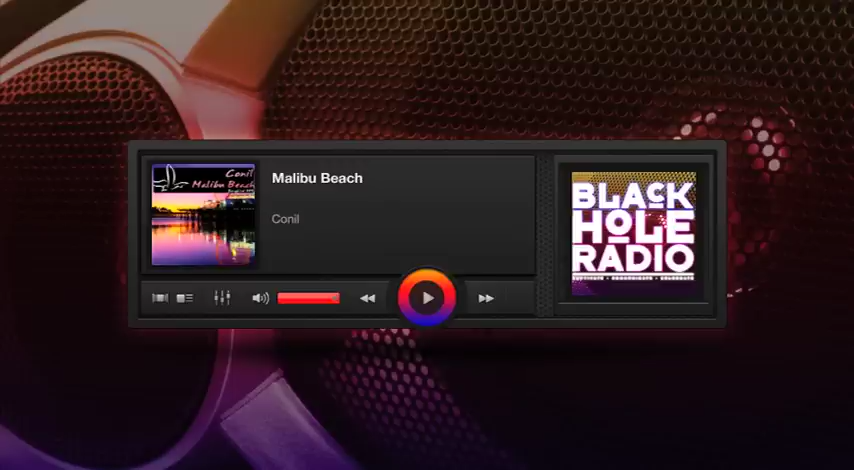 Conil
Malibu Beach
Malibu Beach
Conil
BLACK
HOLE
RADIO